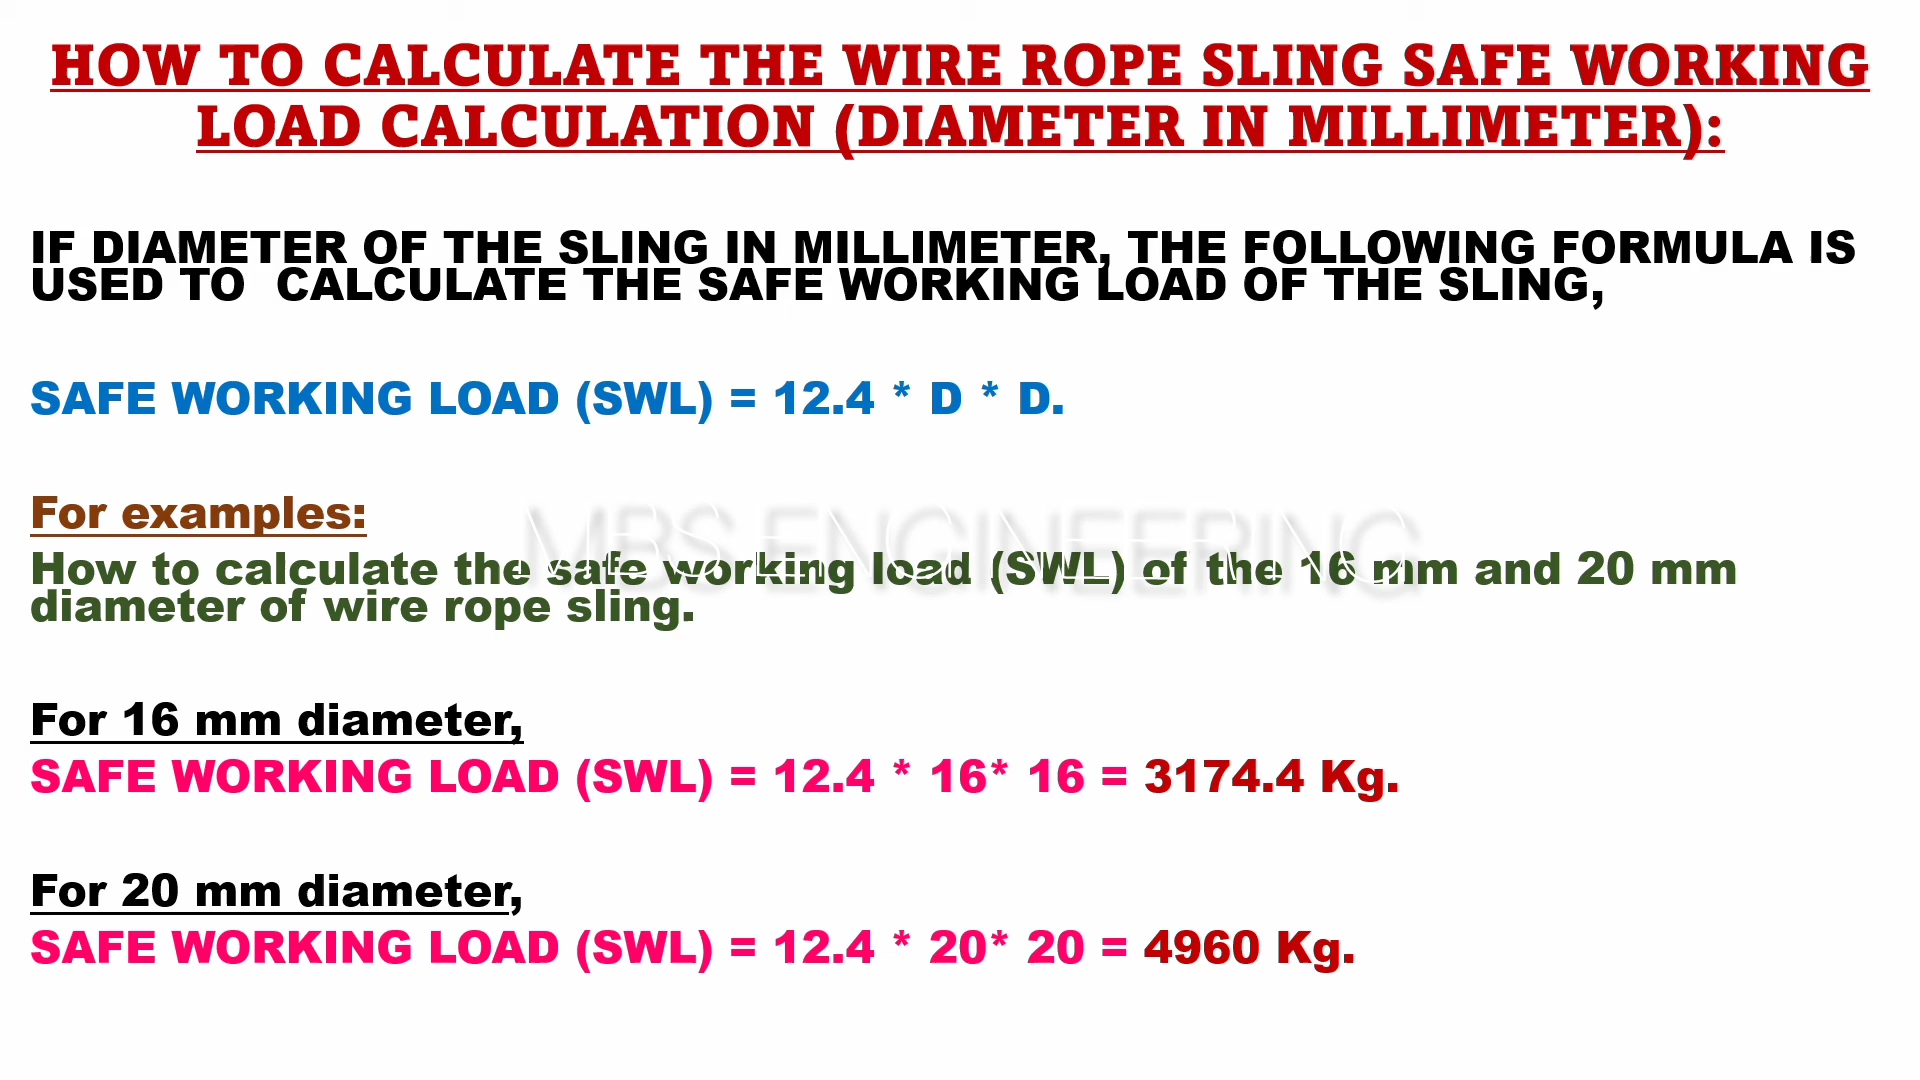 HOW TO CALCULATE THE WIRE ROPE SLING SAFE WORKING
LOAD CALCULATION (DIAMETER IN MILLIMETER):
IF DIAMETER OF THE SLING IN MILLIMETER, THE FOLLOWING FORMULA IS
USED TO  CALCULATE THE SAFE WORKING LOAD OF THE SLING,
SAFE WORKING LOAD (SWL) = 12.4 * D * D.
For examples:
MBS ENGINEERING
How to calculate the safe working load (SWL) of the 16 mm and 20 mm
diameter of wire rope sling.
For 16 mm diameter,
SAFE WORKING LOAD (SWL) = 12.4 * 16* 16 = 3174.4 Kg.
For 20 mm diameter,
SAFE WORKING LOAD (SWL) = 12.4 * 20* 20 = 4960 Kg.